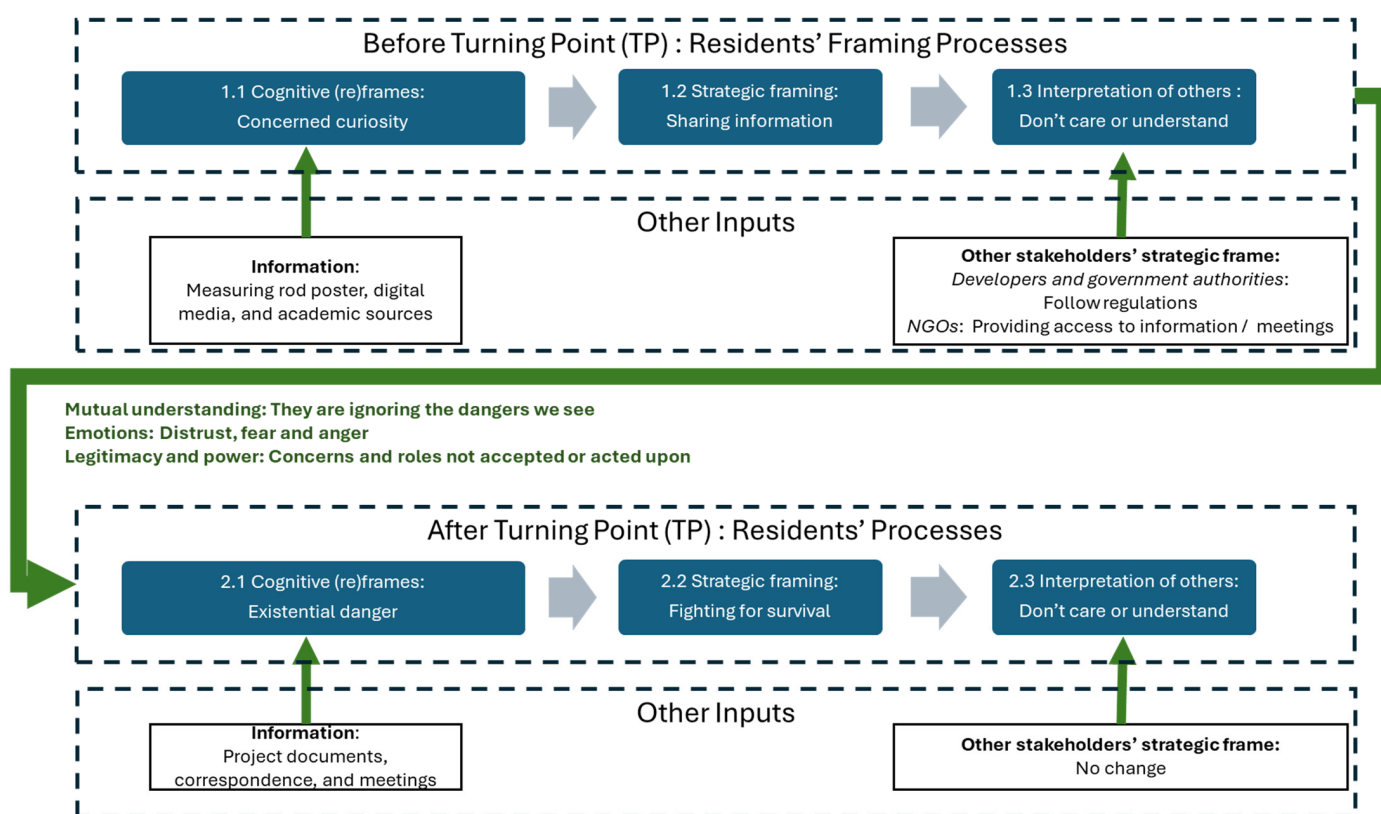 Before Turning Point (TP) : Residents' Framing Processes
1.1 Cognitive (re)frames:
Concerned curiosity
1.2 Strategic framing:
Sharing information
1.3 Interpretation of others :
Don't care or understand
Other Inputs
Information:
Measuring rod poster, digital
media, and academic sources
Other stakeholders' strategic frame:
Developers and government authorities:
Follow regulations
NGOs: Providing access to information / meetings
Mutual understanding: They are ignoring the dangers we see
Emotions: Distrust, fear and anger
Legitimacy and power: Concerns and roles not accepted or acted upon
After Turning Point (TP) : Residents' Processes
2.1 Cognitive (re)frames:
Existential danger
2.2 Strategic framing:
Fighting for survival
2.3 Interpretation of others:
Don't care or understand
Other Inputs
Information:
Project documents,
correspondence, and meetings
Other stakeholders' strategic frame:
No change